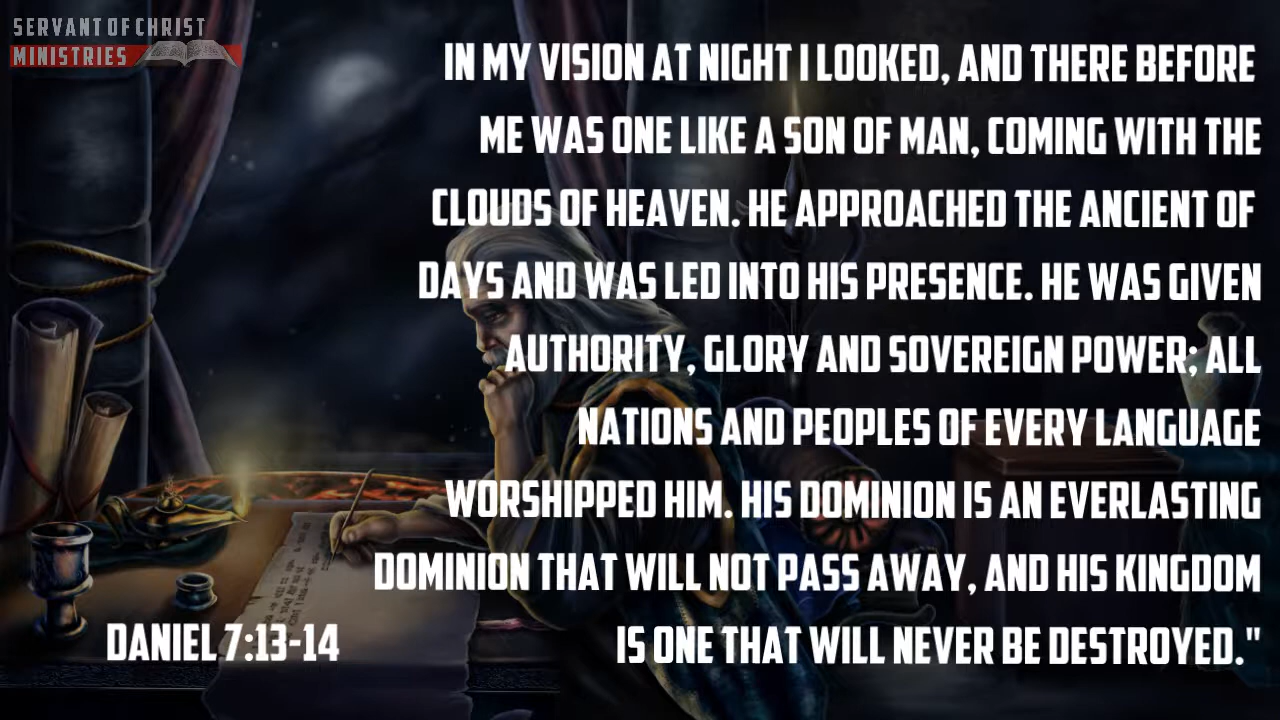 SERVANT OF CHRIST
MINISTRIES
IN MY VISION AT NIGHT I LOOKED, AND THERE BEFORE
ME WAS ONE LIKE A SON OF MAN, COMING WITH THE
CLOUDS OF HEAVEN. HE APPROACHED THE ANCIENT OF
DAYS AND WAS LED INTO HIS PRESENCE. HE WAS GIVEN
AUTHORITY, GLORY AND SOVEREIGN POWER; ALL
NATIONS AND PEOPLES OF EVERY LANGUAGE
WORSHIPPED HIM. HIS DOMINION IS AN EVERLASTING
DOMINION THAT WILL NOT PASS AWAY, AND HIS KINGDOM
IS ONE THAT WILL NEVER BE DESTROYED."
DANIEL 7:13-14